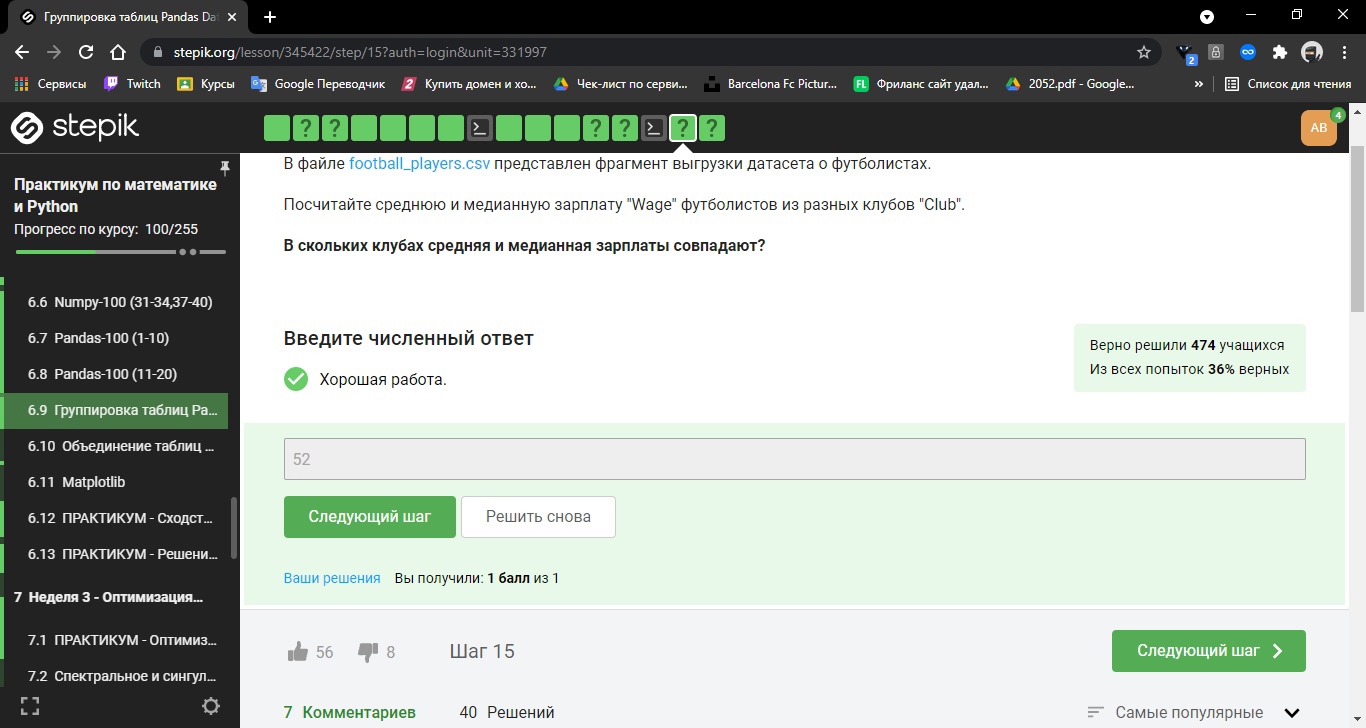 Группировка таблиц Pandas Da
stepik.org/lesson/345422/step/15?auth=login&unit=331997
2
Сервисы
Twitch
Курсы
Google Переводчик
Купить домен и хо...
Чек-лист по серви...
Barcelona Fc Pictur...
FL
Фриланс сайт удал...
2052.pdf - Google...
»
Список для чтения
stepik
? ? ? ? ? ?
АВ
4
Практикум по математике
и Python
Прогресс по курсу: 100/255
6.6 Numpy-100 (31-34,37-40)
6.7 Pandas-100 (1-10)
6.8 Pandas-100 (11-20)
6.9 Группировка таблиц Pa...
6.10 Объединение таблиц ...
6.11 Matplotlib
6.12 ПРАКТИКУМ - Сходст...
6.13 ПРАКТИКУМ - Решени...
7 Неделя 3 - Оптимизация...
7.1 ПРАКТИКУМ - Оптимиз...
7.2 Спектральное и сингул...
В файле football_players.csv представлен фрагмент выгрузки датасета о футболистах.
Посчитайте среднюю и медианную зарплату "Wage" футболистов из разных клубов "Club".
В скольких клубах средняя и медианная зарплаты совпадают?
Введите численный ответ
Хорошая работа.
Верно решили 474 учащихся
Из всех попыток 36% верных
52
Следующий шаг
Решить снова
Ваши решения Вы получили: 1 балл из 1
56
8
Шаг 15
Следующий шаг
7 Комментариев
40 Решений
Самые популярные